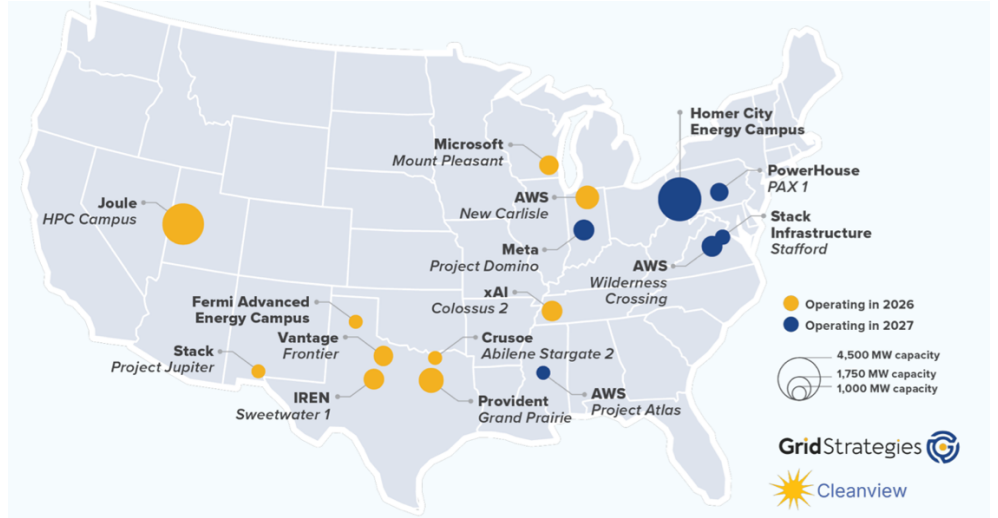 Homer City
Energy Campus
Microsoft
Mount Pleasant
PowerHouse
PAX 1
AWS
New Carlisle
Joule
HPC Campus
Stack
Infrastructure
Stafford
Meta
Project Domino
AWS
Wilderness
Crossing
xAI
Colossus 2
Fermi Advanced
Energy Campus
Vantage
Frontier
Crusoe
Abilene Stargate 2
Stack
Project Jupiter
IREN
Sweetwater 1
Provident
Grand Prairie
AWS
Project Atlas
Operating in 2026
Operating in 2027
4,500 MW capacity
1,750 MW capacity
1,000 MW capacity
GridStrategies
Cleanview